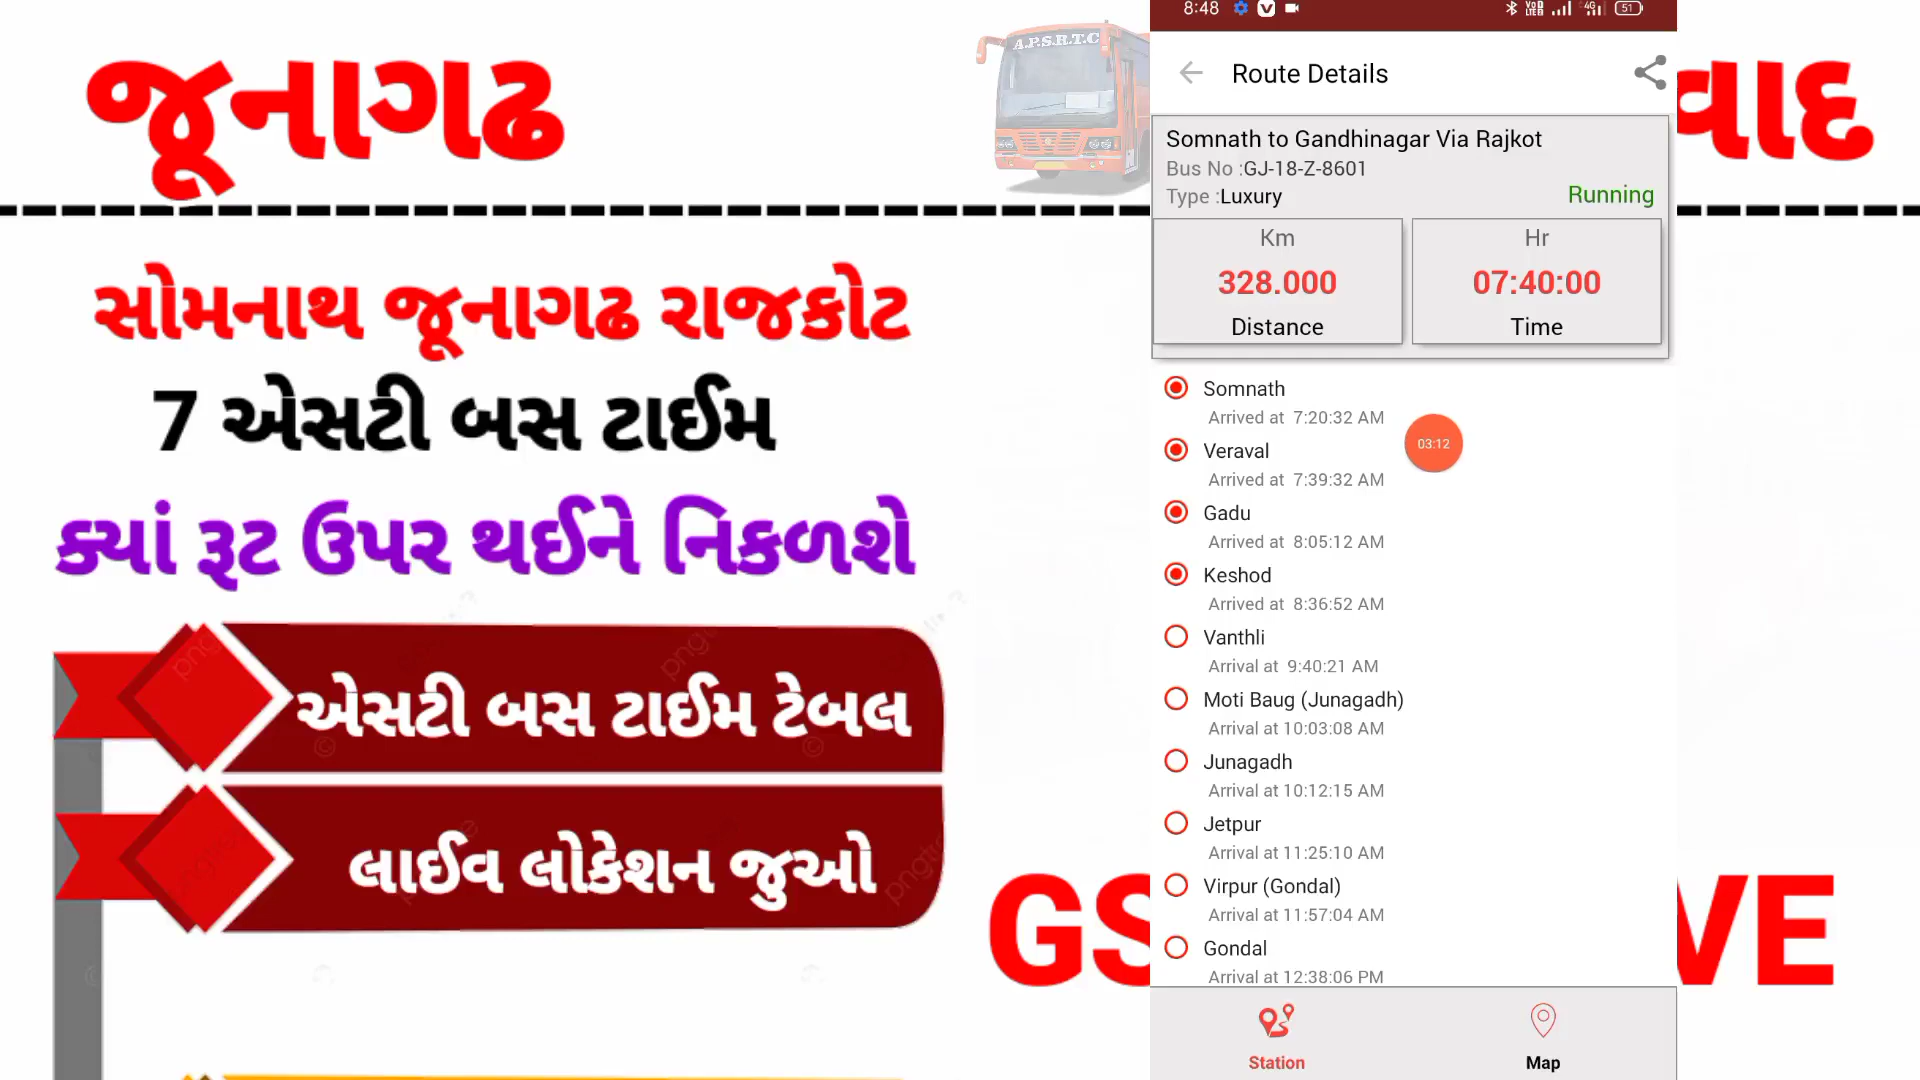 જૂનાગઢ
A.P.S.R.T.C
સોમનાથ જૂનાગઢ રાજકોટ
7 એસટી બસ ટાઈમ
ક્યાં રૂટ ઉપર થઈને નિકળશે
એસટી બસ ટાઈમ ટેબલ
લાઈવ લોકેશન જુઓ
8:48
4G
51
Route Details
વાદ
Somnath to Gandhinagar Via Rajkot
Bus No :GJ-18-Z-8601
Type :Luxury
Running
Km
328.000
Distance
Hr
07:40:00
Time
Somnath
Arrived at 7:20:32 AM
03:12
Veraval
Arrived at 7:39:32 AM
Gadu
Arrived at 8:05:12 AM
Keshod
Arrived at 8:36:52 AM
Vanthli
Arrival at 9:40:21 AM
Moti Baug (Junagadh)
Arrival at 10:03:08 AM
Junagadh
Arrival at 10:12:15 AM
Jetpur
Arrival at 11:25:10 AM
Virpur (Gondal)
Arrival at 11:57:04 AM
Gondal
Arrival at 12:38:06 PM
GS
VE
Station
Map